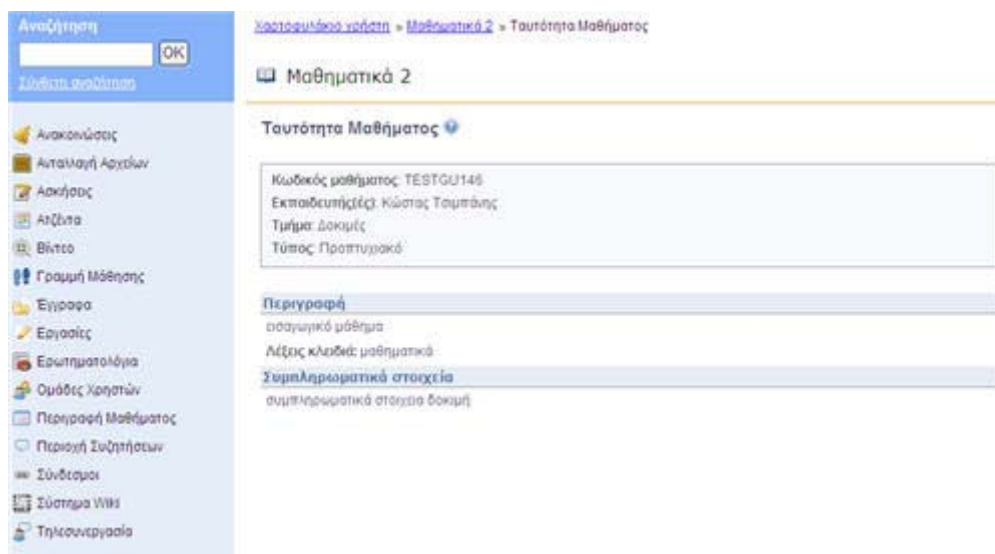 Αναζήτηση
OK
Σύνθετη αναζήτηση
Ανακοινώσεις
Ανταλλαγή Αρχείων
Ασκήσεις
Ατζέντα
Βίντεο
Γραμμή Μάθησης
Έγγραφα
Εργασίες
Ερωτηματολόγια
Ομάδες Χρηστών
Περιγραφή Μαθήματος
Περιοχή Συζητήσεων
Σύνδεσμοι
Σύστημα Wiki
Τηλεσυνεργασία
Χαρτοφυλάκιο χρήστη » Μαθηματικά 2 » Ταυτότητα Μαθήματος
Μαθηματικά 2
Ταυτότητα Μαθήματος
Κωδικός μαθήματος: TESTGU146
Εκπαιδευτής(ές): Κώστας Τσιμπάνης
Τμήμα: Δοκιμές
Τύπος: Προπτυχιακό
Περιγραφή
εισαγωγικό μάθημα
Λέξεις κλειδιά: μαθηματικά
Συμπληρωματικά στοιχεία
συμπληρωματικά στοιχεία δοκιμή